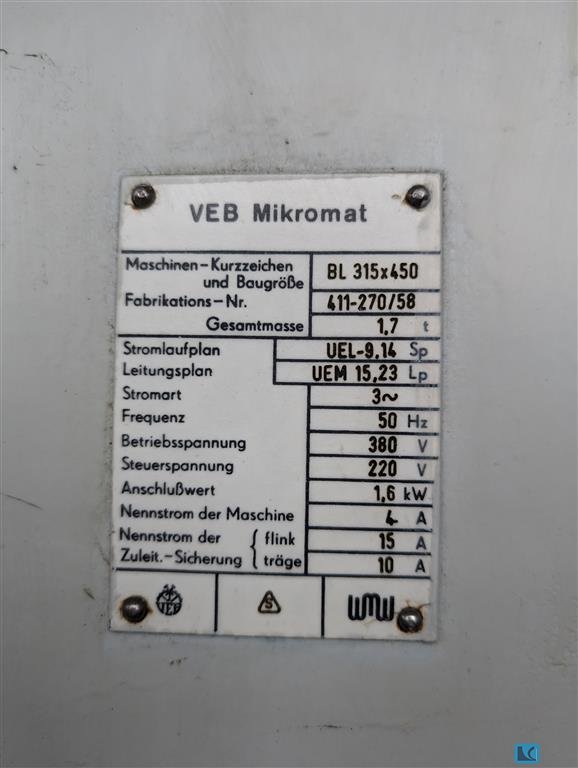 VEB Mikromat
Maschinen-Kurzzeichen
und Baugröße BL 315x450
Fabrikations-Nr. 411-270/58
Gesamtmasse 1,7 t
Stromlaufplan UEL-9,14 Sp
Leitungsplan UEM 15,23 Lp
Stromart 3~
Frequenz 50 Hz
Betriebsspannung 380 V
Steuerspannung 220 V
Anschlußwert 1,6 kW
Nennstrom der Maschine 4 A
Nennstrom der { flink 15 A
Zuleit.-Sicherung { träge 10 A
VEB S WMW